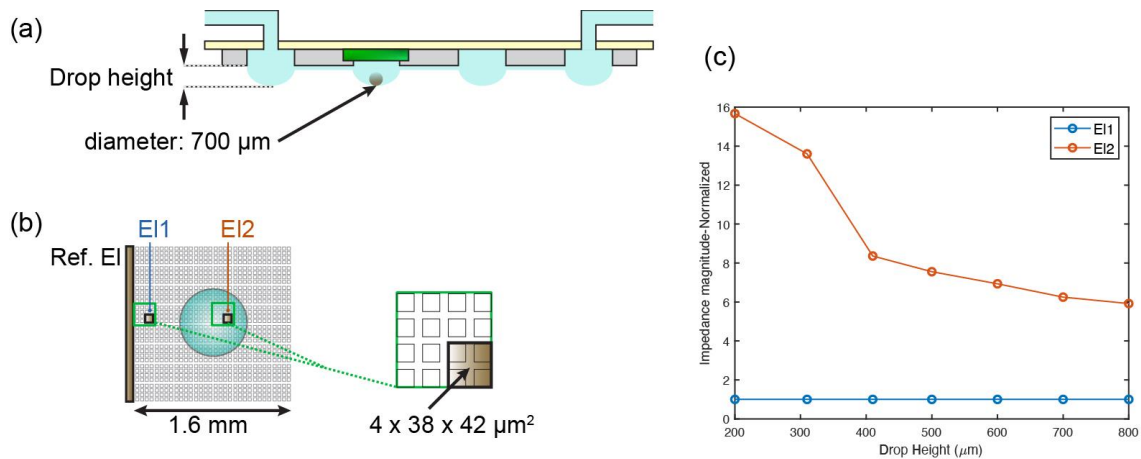 (a)
Drop height
diameter: 700 µm
(b)
El1
El2
Ref. El
1.6 mm
4 x 38 x 42 µm²
(c)
Impedance magnitude-Normalized
16
14
12
10
8
6
4
2
0
200
300
400
500
600
700
800
Drop Height (µm)
El1
El2